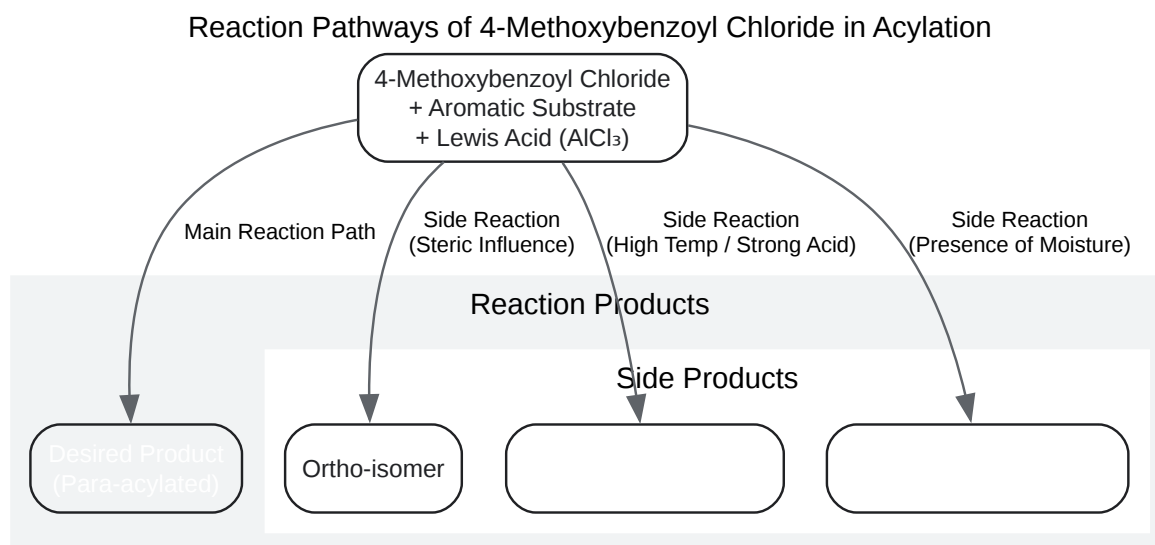 Reaction Pathways of 4-Methoxybenzoyl Chloride in Acylation
4-Methoxybenzoyl Chloride
+ Aromatic Substrate
+ Lewis Acid (AlCl₃)
Main Reaction Path
Side Reaction
(Steric Influence)
Side Reaction
(High Temp / Strong Acid)
Side Reaction
(Presence of Moisture)
Reaction Products
Side Products
Desired Product
(Para-acylated)
Ortho-isomer